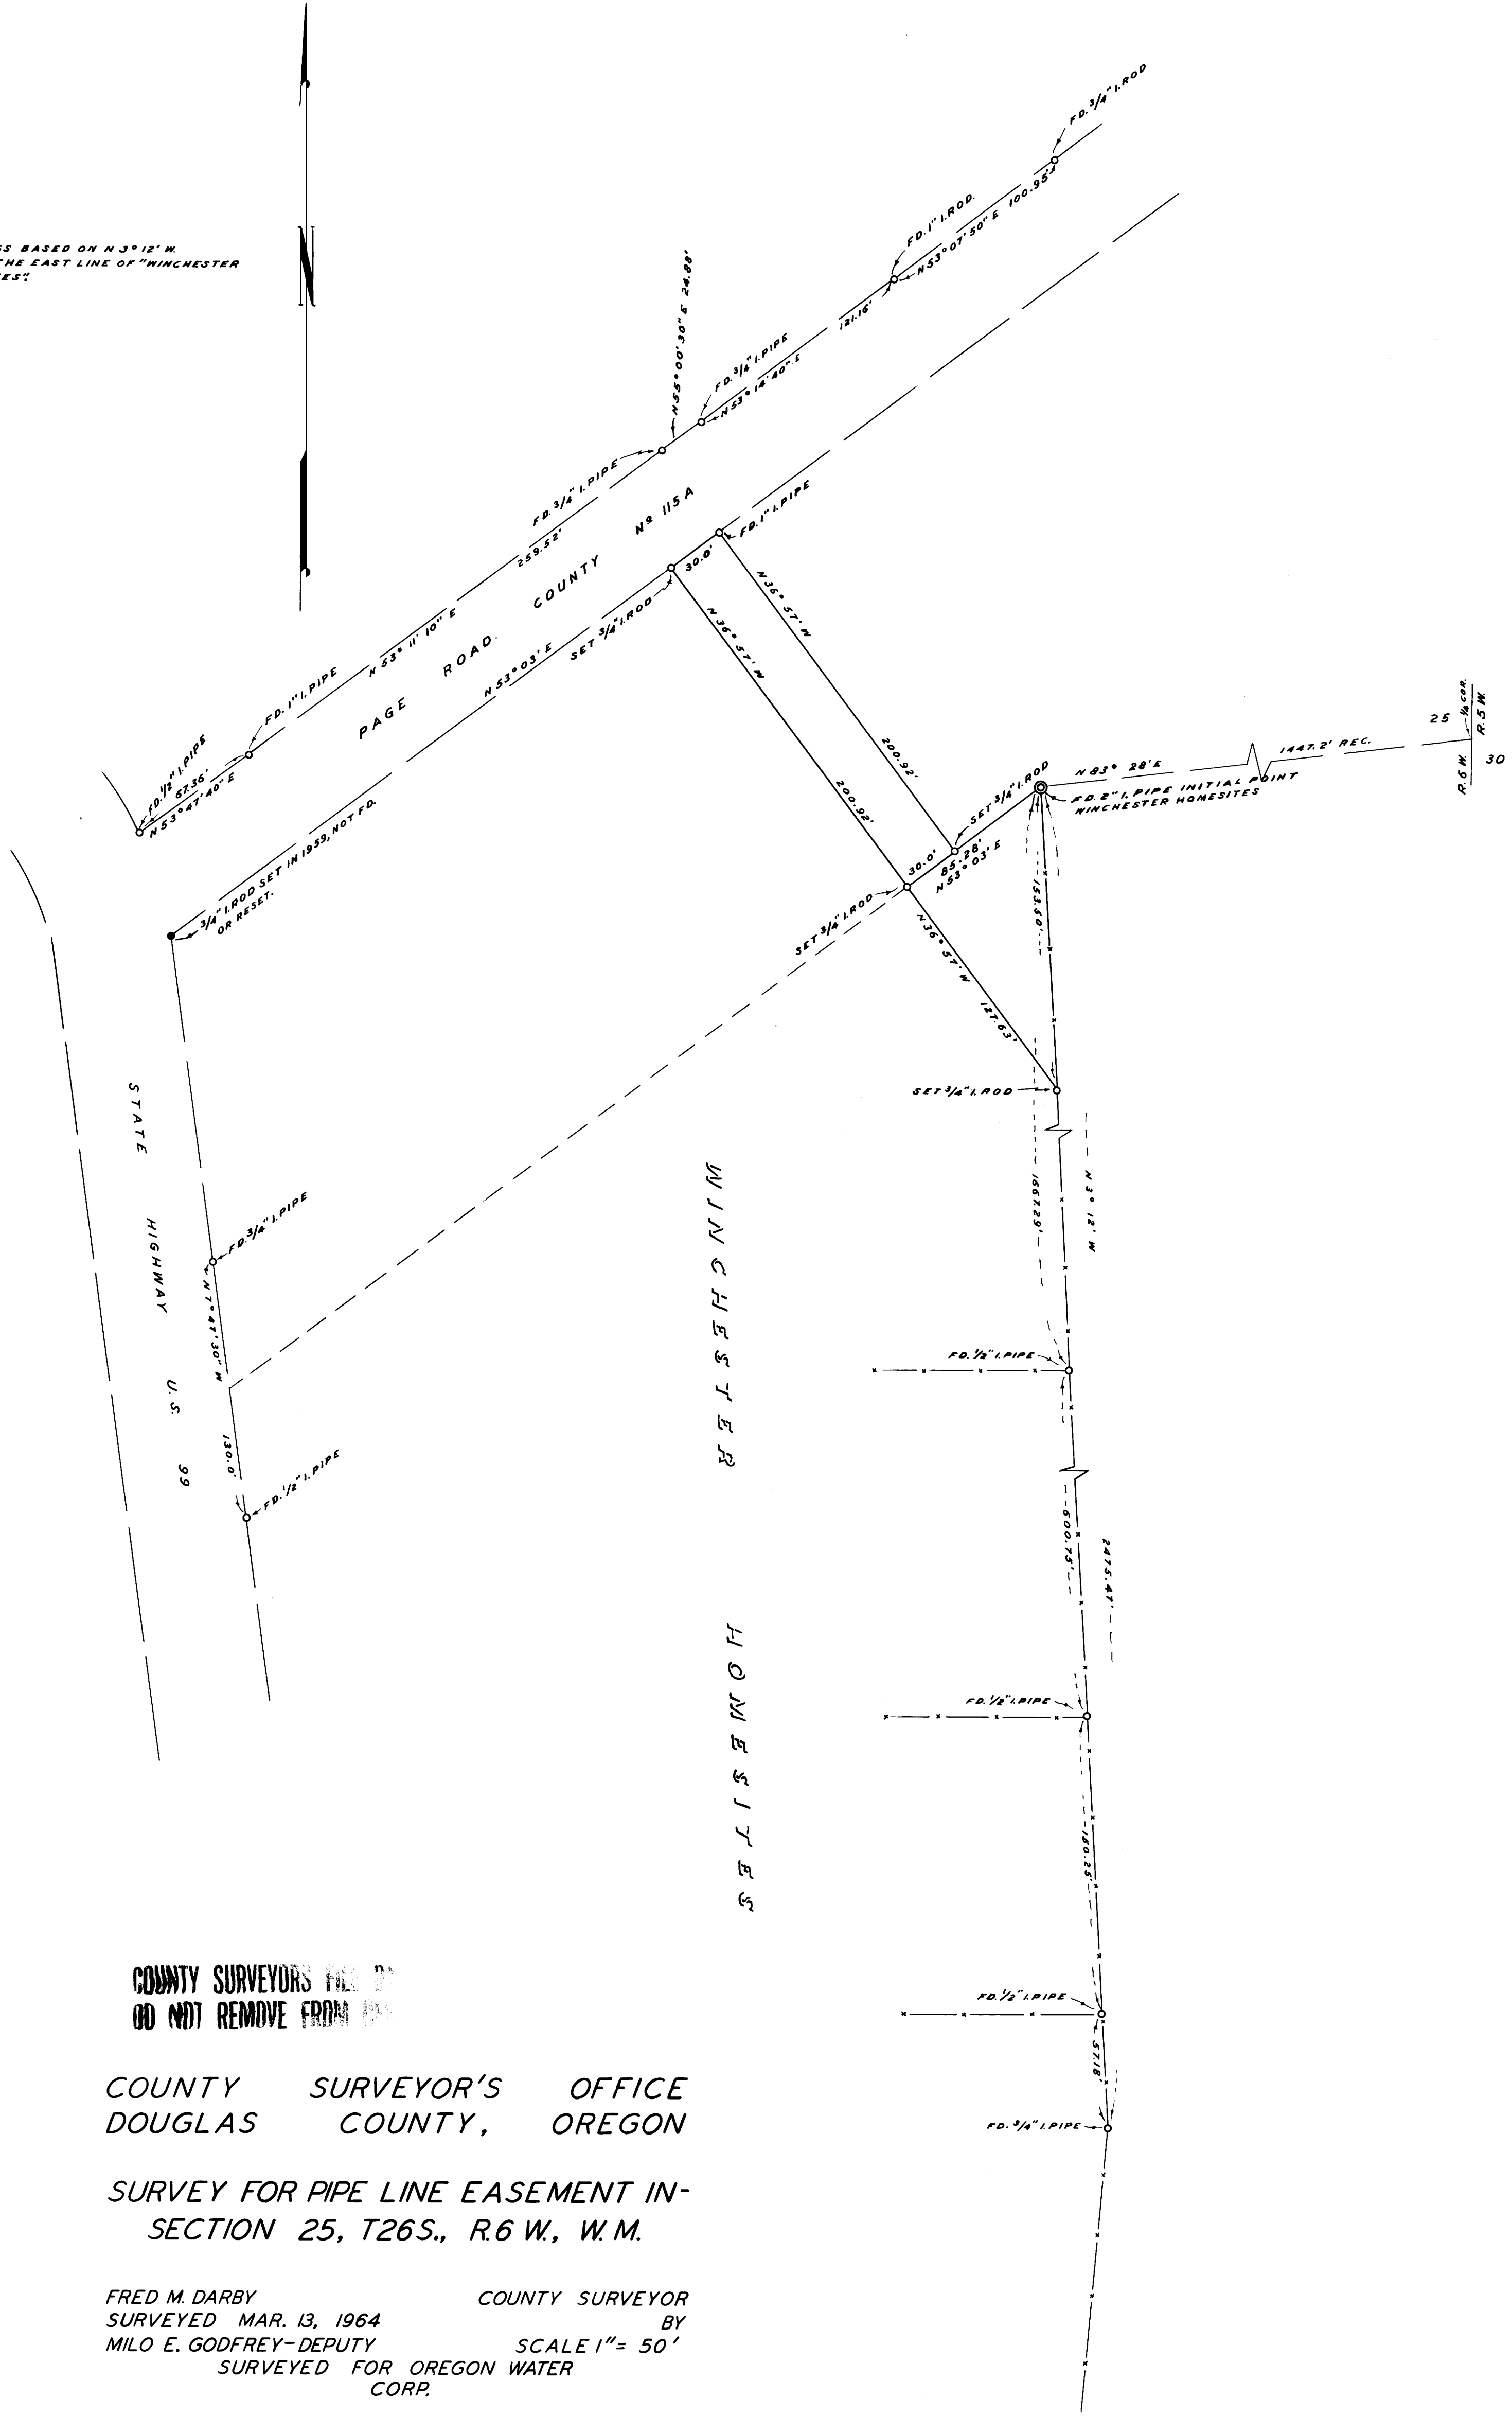 S BASED ON N 3° 12' W.
THE EAST LINE OF "WINCHESTER
ES".
N
FD. 3/4" I. ROD
100.95'
N 53° 07' 50" E
FD. 1" I. ROD.
121.16'
N 53° 14' 40" E
FD. 3/4" I. PIPE
N 55° 00' 30" E 24.88'
FD. 3/4" I. PIPE
259.52'
N 53° 11' 10" E
FD. 1" I. PIPE
FD. 1/2" I. PIPE
67.36'
N 53° 47' 40" E
PAGE ROAD. COUNTY No 115A
N 53° 03' E
SET 3/4" I. ROD
30.0'
FD. 1" I. PIPE
N 36° 57' W
N 36° 57' W
200.92'
200.92'
3/4" I. ROD SET IN 1959, NOT FD.
OR RESET.
SET 3/4" I. ROD
N 83° 28' E
1447.2' REC.
25
1/4 COR.
R. 5 W.
R. 6 W.
30
FD. 2" I. PIPE INITIAL POINT
WINCHESTER HOMESITES
30.0'
85.28'
N 53° 03' E
SET 3/4" I. ROD
153.50'
N 36° 57' W
127.63'
SET 3/4" I. ROD
STATE HIGHWAY U.S. 99
FD. 3/4" I. PIPE
N 7° 47' 30" W
130.0'
FD. 1/2" I. PIPE
WINCHESTER HOMESITES
1667.29'
N 3° 12' W
FD. 1/2" I. PIPE
600.75'
2475.47'
FD. 1/2" I. PIPE
150.25'
FD. 1/2" I. PIPE
57.18'
FD. 3/4" I. PIPE
COUNTY SURVEYORS
DO NOT REMOVE FROM
COUNTY SURVEYOR'S OFFICE
DOUGLAS COUNTY, OREGON
SURVEY FOR PIPE LINE EASEMENT IN-
SECTION 25, T26S., R.6 W., W.M.
FRED M. DARBY COUNTY SURVEYOR
SURVEYED MAR. 13, 1964 BY
MILO E. GODFREY-DEPUTY SCALE 1" = 50'
SURVEYED FOR OREGON WATER
CORP.